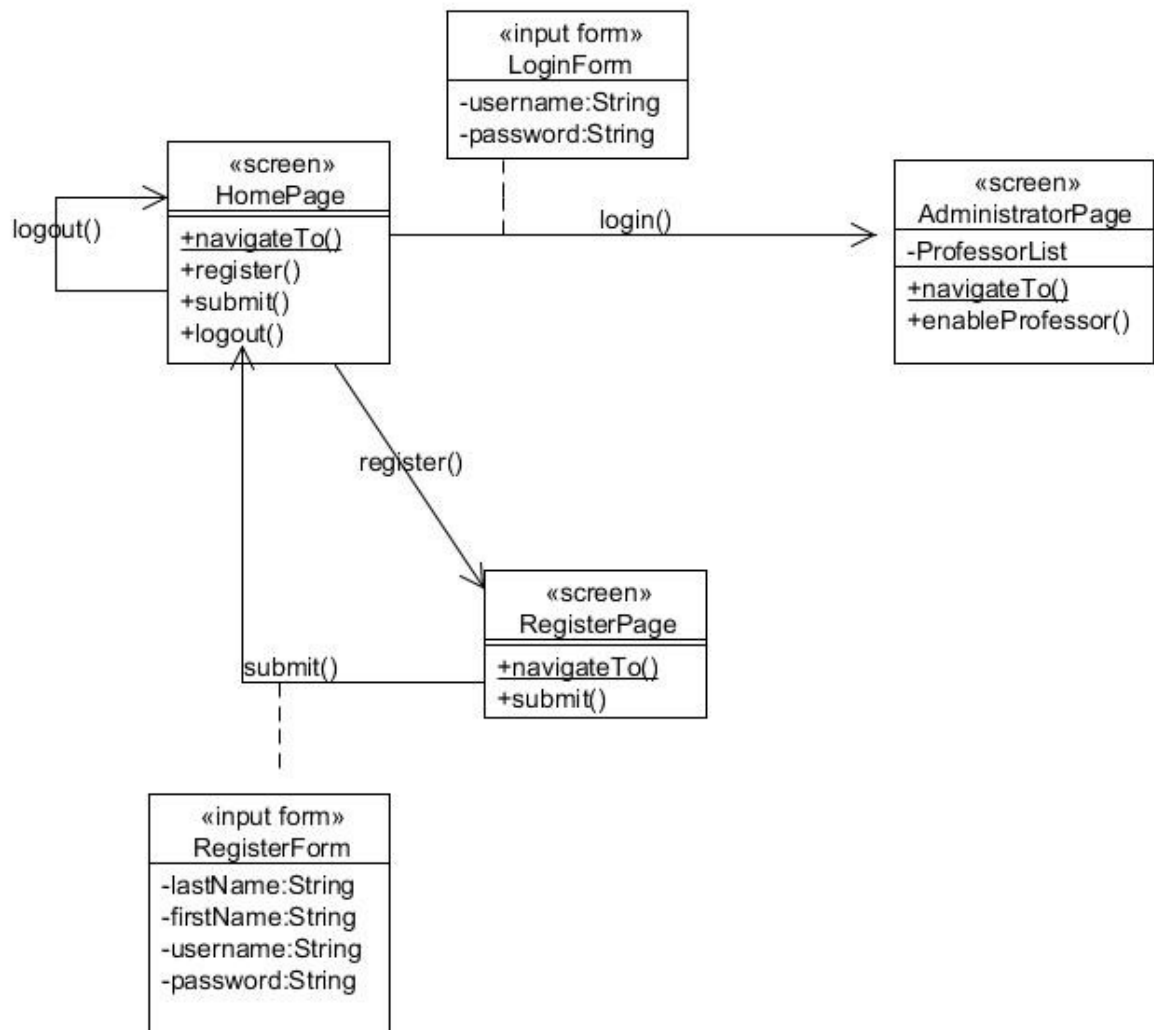 «input form»
LoginForm
-username:String
-password:String
«screen»
HomePage
+navigateTo()
+register()
+submit()
+logout()
logout()
login()
«screen»
AdministratorPage
-ProfessorList
+navigateTo()
+enableProfessor()
register()
«screen»
RegisterPage
+navigateTo()
+submit()
submit()
«input form»
RegisterForm
-lastName:String
-firstName:String
-username:String
-password:String